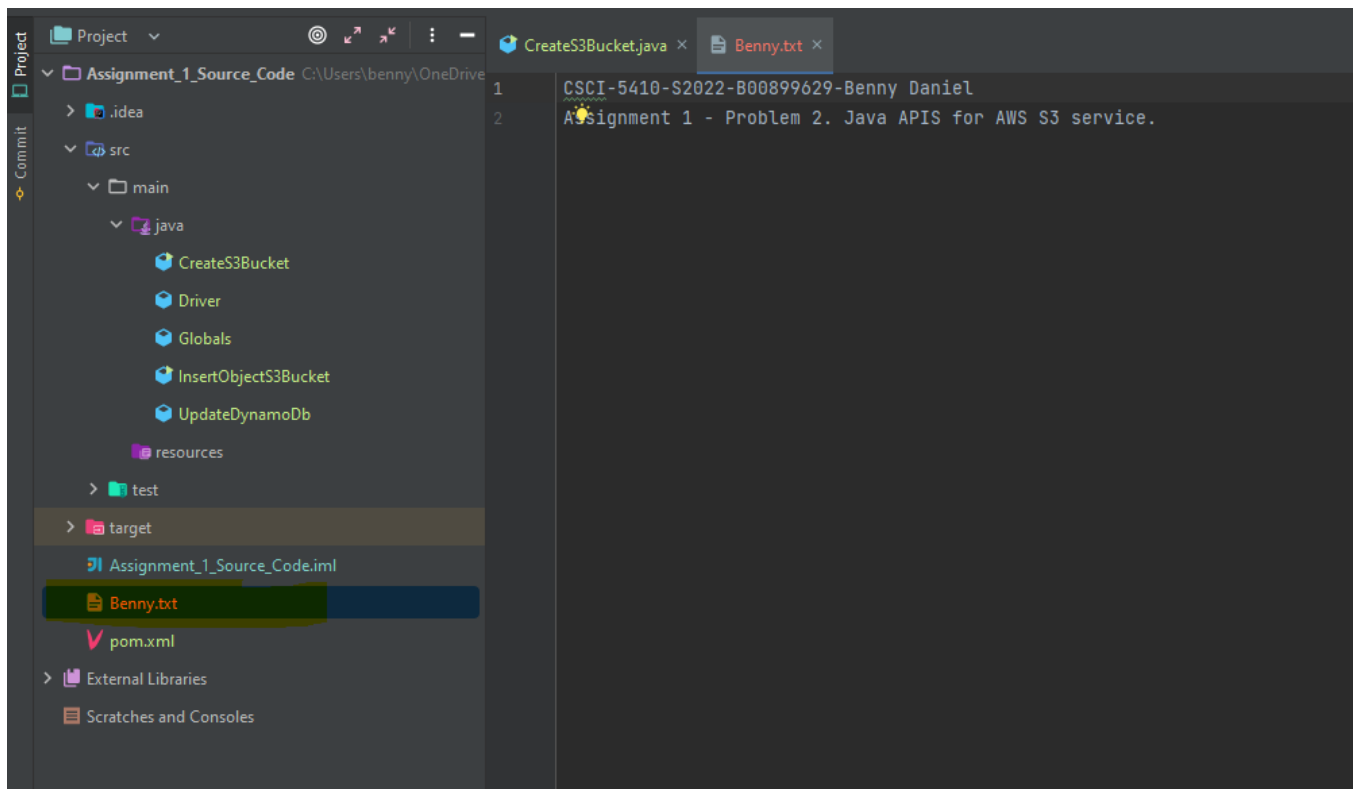 Project
Commit
Project
Assignment_1_Source_Code C:\Users\benny\OneDrive
.idea
src
main
java
CreateS3Bucket
Driver
Globals
InsertObjectS3Bucket
UpdateDynamoDb
resources
test
target
Assignment_1_Source_Code.iml
Benny.txt
pom.xml
External Libraries
Scratches and Consoles
CreateS3Bucket.java
Benny.txt
1 CSCI-5410-S2022-B00899629-Benny Daniel
2 Assignment 1 - Problem 2. Java APIS for AWS S3 service.